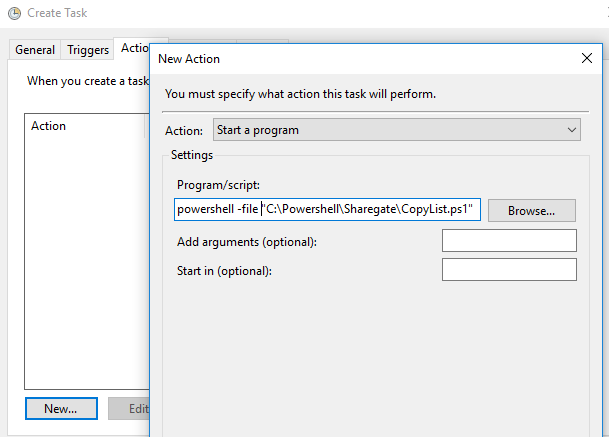 Create Task
General Triggers
New Action
When you create a task
You must specify what action this task will perform.
Action
Action: Start a program
Settings
Program/script:
powershell -file "C:\Powershell\Sharegate\CopyList.ps1" Browse...
Add arguments (optional):
Start in (optional):
New... Edit